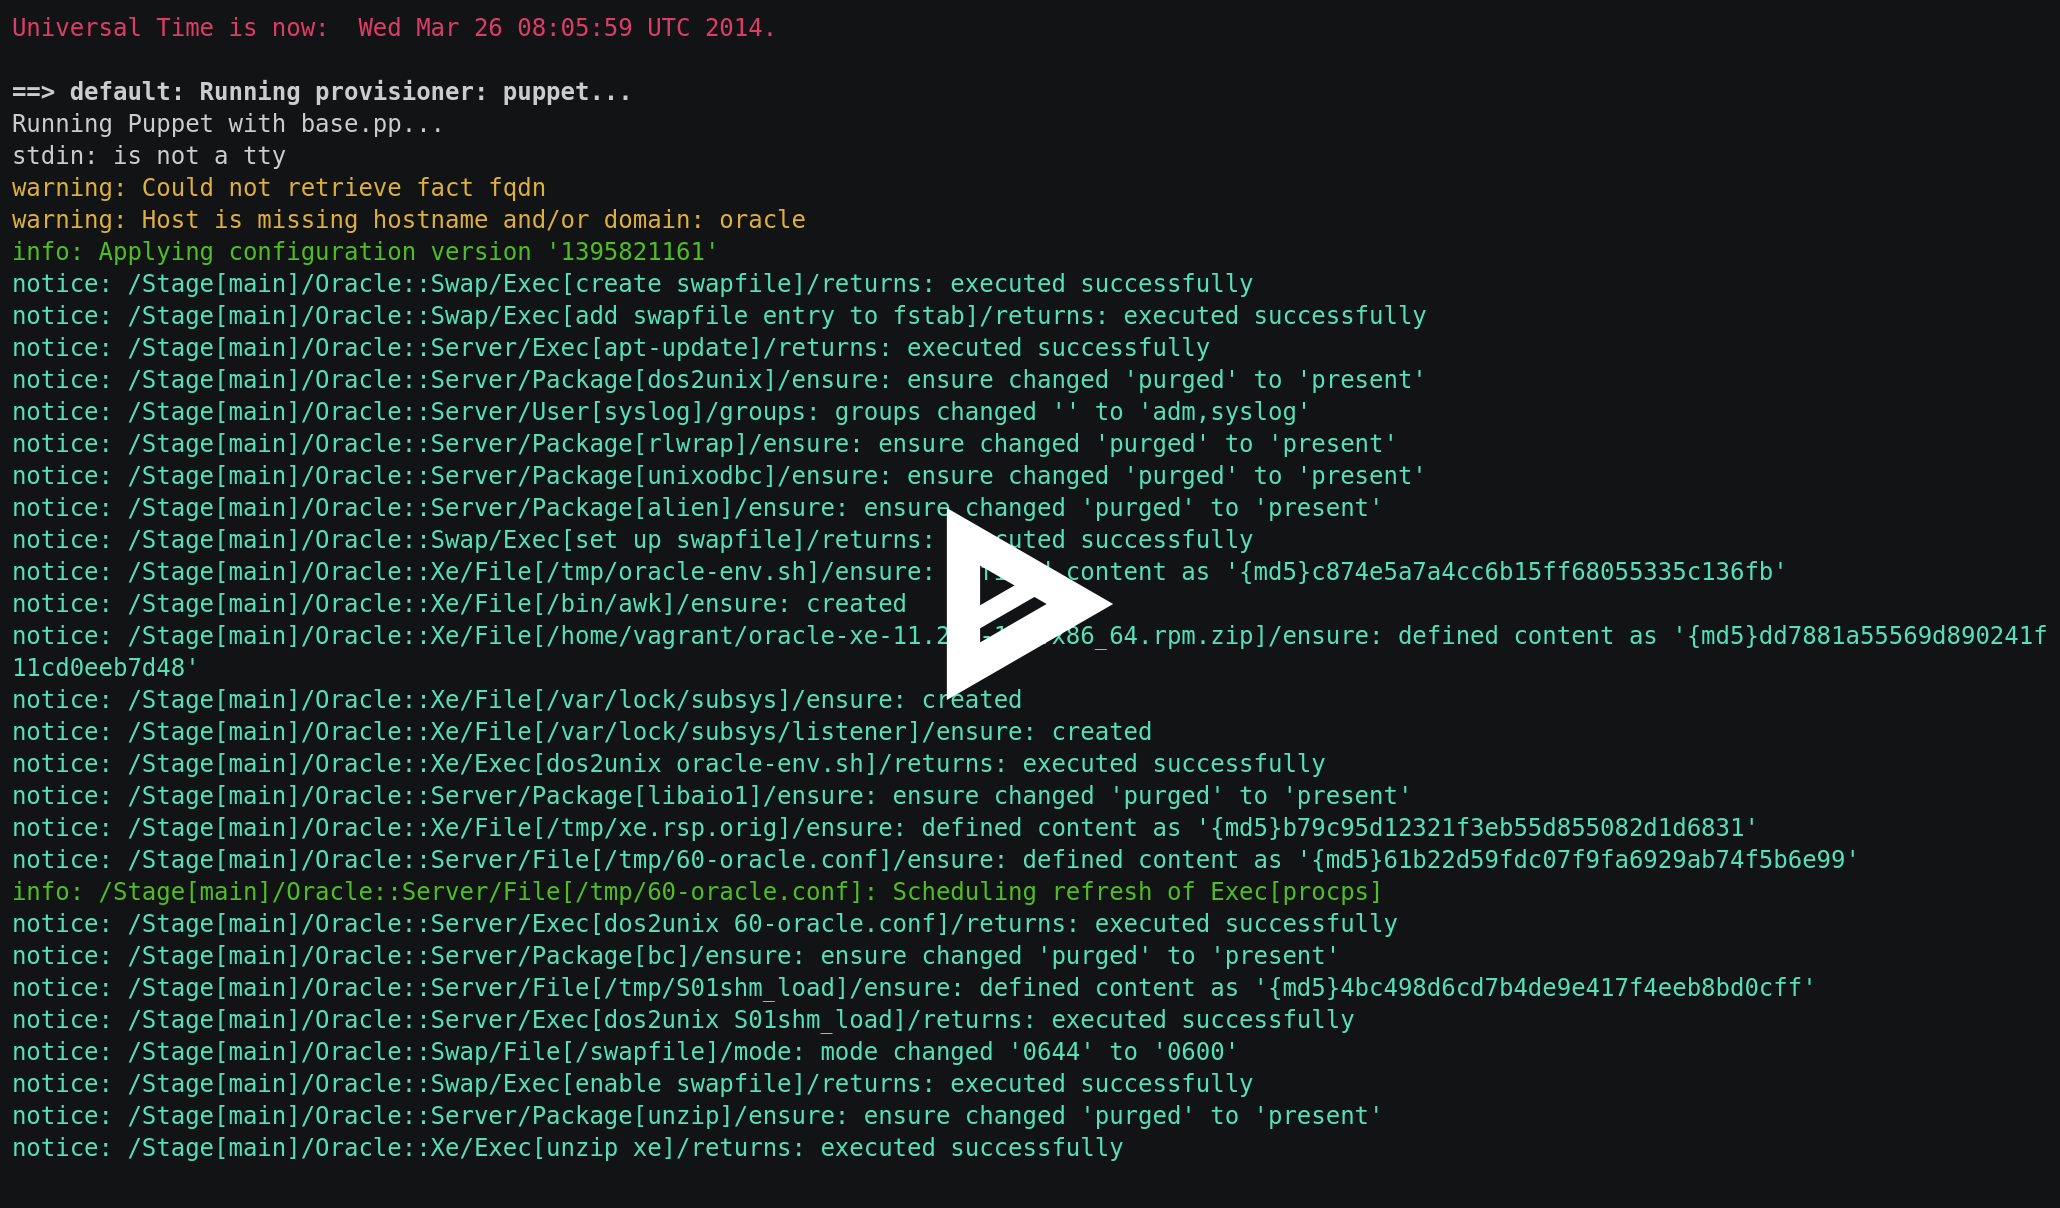 Universal Time is now:  Wed Mar 26 08:05:59 UTC 2014.
==> default: Running provisioner: puppet...
Running Puppet with base.pp...
stdin: is not a tty
warning: Could not retrieve fact fqdn
warning: Host is missing hostname and/or domain: oracle
info: Applying configuration version '1395821161'
notice: /Stage[main]/Oracle::Swap/Exec[create swapfile]/returns: executed successfully
notice: /Stage[main]/Oracle::Swap/Exec[add swapfile entry to fstab]/returns: executed successfully
notice: /Stage[main]/Oracle::Server/Exec[apt-update]/returns: executed successfully
notice: /Stage[main]/Oracle::Server/Package[dos2unix]/ensure: ensure changed 'purged' to 'present'
notice: /Stage[main]/Oracle::Server/User[syslog]/groups: groups changed '' to 'adm,syslog'
notice: /Stage[main]/Oracle::Server/Package[rlwrap]/ensure: ensure changed 'purged' to 'present'
notice: /Stage[main]/Oracle::Server/Package[unixodbc]/ensure: ensure changed 'purged' to 'present'
notice: /Stage[main]/Oracle::Server/Package[alien]/ensure: ensure changed 'purged' to 'present'
notice: /Stage[main]/Oracle::Swap/Exec[set up swapfile]/returns: successfully
notice: /Stage[main]/Oracle::Xe/File[/tmp/oracle-env.sh]/ensure: content as '{md5}c874e5a7a4cc6b15ff68055335c136fb'
notice: /Stage[main]/Oracle::Xe/File[/bin/awk]/ensure: created
notice: /Stage[main]/Oracle::Xe/ensure: defined content as '{md5}dd7881a55569d890241f
11cd0eeb7d48'
notice: /Stage[main]/Oracle::Xe/File[/var/lock/subsys]/ensure: created
notice: /Stage[main]/Oracle::Xe/File[/var/lock/subsys/listener]/ensure: created
notice: /Stage[main]/Oracle::Xe/Exec[dos2unix oracle-env.sh]/returns: executed successfully
notice: /Stage[main]/Oracle::Server/Package[libaio1]/ensure: ensure changed 'purged' to 'present'
notice: /Stage[main]/Oracle::Xe/File[/tmp/xe.rsp.orig]/ensure: defined content as '{md5}b79c95d12321f3eb55d855082d1d6831'
notice: /Stage[main]/Oracle::Server/File[/tmp/60-oracle.conf]/ensure: defined content as '{md5}61b22d59fdc07f9fa6929ab74f5b6e99'
info: /Stage[main]/Oracle::Server/File[/tmp/60-oracle.conf]: Scheduling refresh of Exec[procps]
notice: /Stage[main]/Oracle::Server/Exec[dos2unix 60-oracle.conf]/returns: executed successfully
notice: /Stage[main]/Oracle::Server/Package[bc]/ensure: ensure changed 'purged' to 'present'
notice: /Stage[main]/Oracle::Server/File[/tmp/S01shm_load]/ensure: defined content as '{md5}4bc498d6cd7b4de9e417f4eeb8bd0cff'
notice: /Stage[main]/Oracle::Server/Exec[dos2unix S01shm_load]/returns: executed successfully
notice: /Stage[main]/Oracle::Swap/File[/swapfile]/mode: mode changed '0644' to '0600'
notice: /Stage[main]/Oracle::Swap/Exec[enable swapfile]/returns: executed successfully
notice: /Stage[main]/Oracle::Server/Package[unzip]/ensure: ensure changed 'purged' to 'present'
notice: /Stage[main]/Oracle::Xe/Exec[unzip xe]/returns: executed successfully